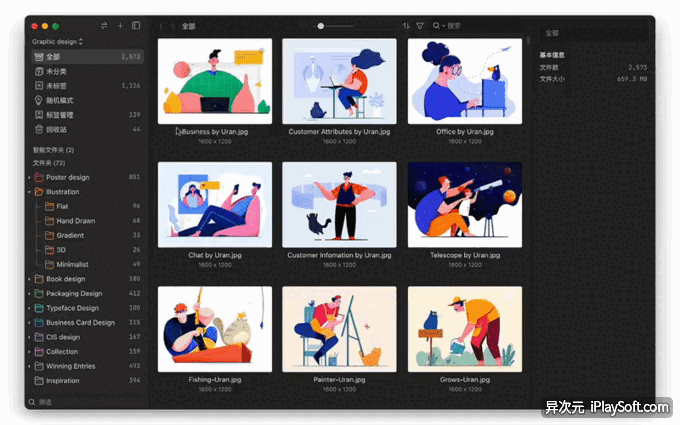 Graphic design
全部 2,573
未分类
未标签 1,126
随机模式
标签管理 139
回收站 44
智能文件夹 (2)
文件夹 (72)
Poster design 851
Illustration
Flat 96
Hand Drawn 68
Gradient 33
3D 26
Minimalist 49
Book design 180
Packaging Design 412
Typeface Design 100
Business Card Design 115
CIS design 167
Collection 159
Winning Entries 493
Inspiration 394
筛选
全部
搜索
Business by Uran.jpg
1600 x 1200
Customer Attributes by Uran.jpg
1600 x 1200
Office by Uran.jpg
1600 x 1200
Chat by Uran.jpg
1600 x 1200
Customer Infomation by Uran.jpg
1600 x 1200
Telescope by Uran.jpg
1600 x 1200
Fishing-Uran.jpg
1600 x 1200
Painter-Uran.jpg
1600 x 1200
Grows-Uran.jpg
1600 x 1200
全部
基本信息
文件数 2,573
文件大小 659.3 MB
异次元 iPlaySoft.com